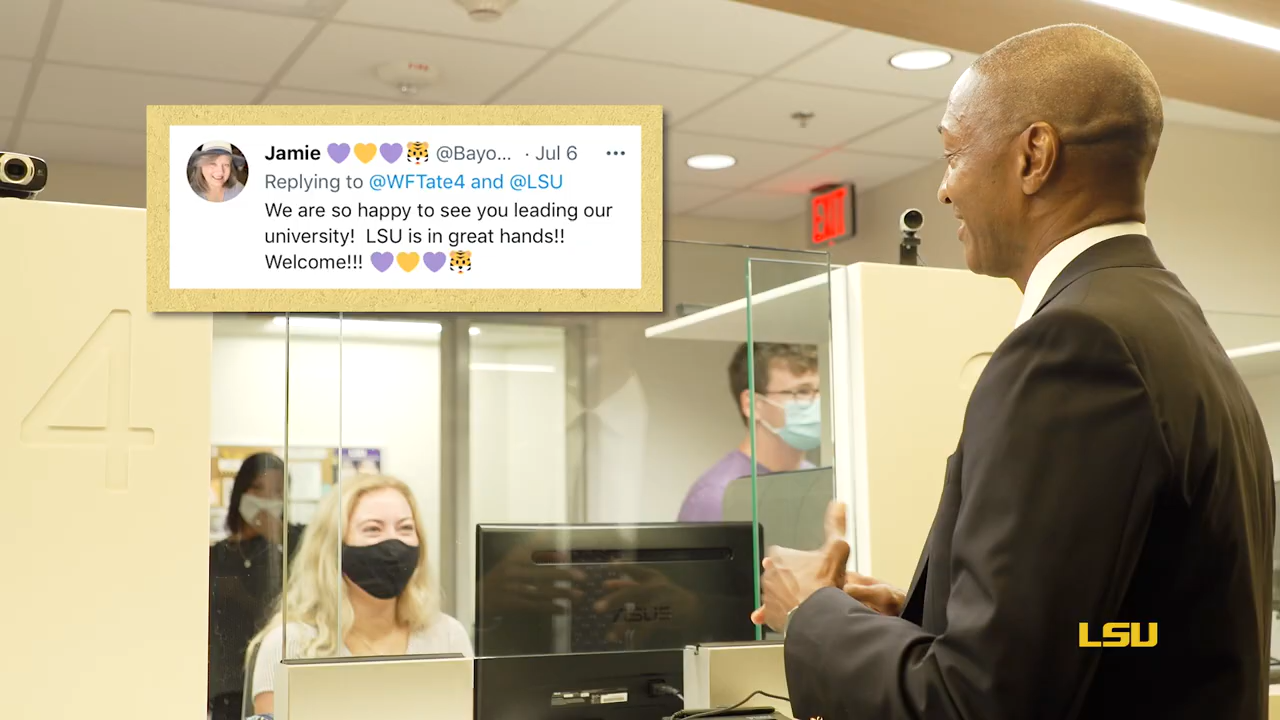 Jamie 💜💛💜🐯 @Bayo... · Jul 6 •••
Replying to @WFTate4 and @LSU
We are so happy to see you leading our
university! LSU is in great hands!!
Welcome!!! 💜💛💜🐯
EXIT
4
ASUS
LSU